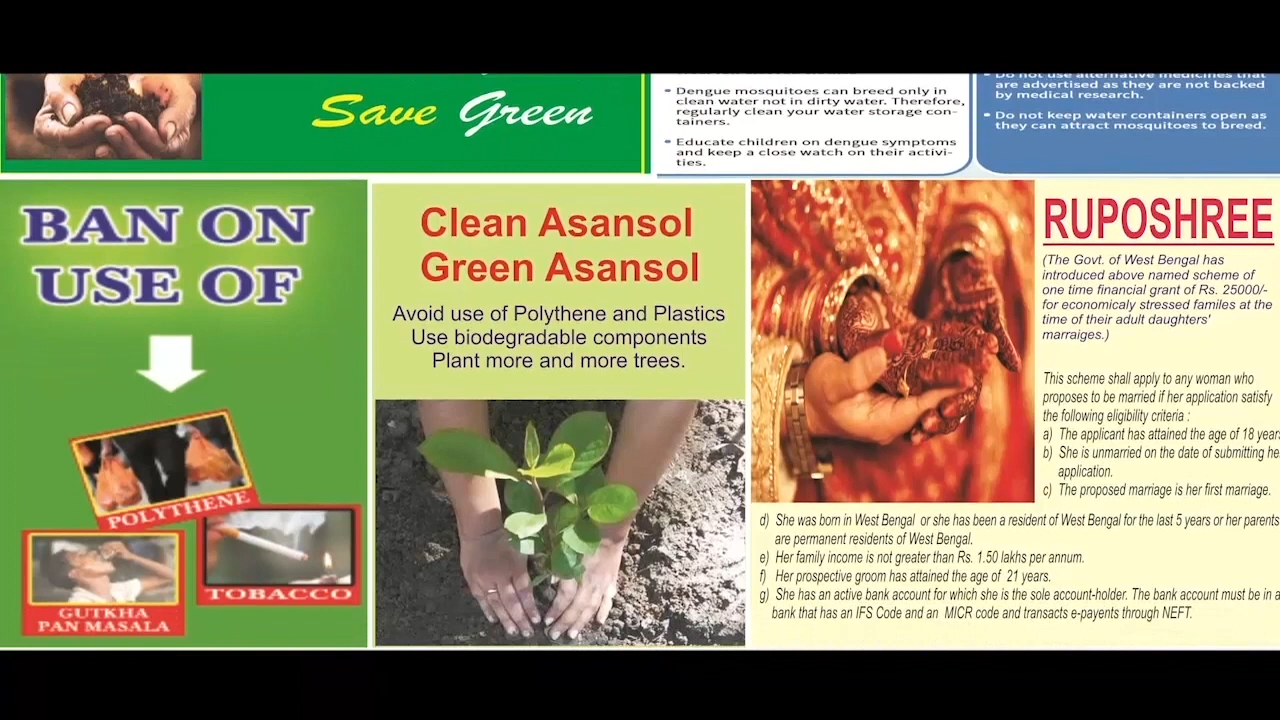 Save Green
• Dengue mosquitoes can breed only in
clean water not in dirty water. Therefore,
regularly clean your water storage con-
tainers.
• Educate children on dengue symptoms
and keep a close watch on their activi-
ties.
• Do not use alternative medicines that
are advertised as they are not backed
by medical research.
• Do not keep water containers open as
they can attract mosquitoes to breed.
BAN ON
USE OF
POLYTHENE
TOBACCO
GUTKHA
PAN MASALA
Clean Asansol
Green Asansol
Avoid use of Polythene and Plastics
Use biodegradable components
Plant more and more trees.
RUPOSHREE
(The Govt. of West Bengal has
introduced above named scheme of
one time financial grant of Rs. 25000/-
for economicaly stressed familes at the
time of their adult daughters'
marraiges.)
This scheme shall apply to any woman who
proposes to be married if her application satisfy
the following eligibility criteria :
a) The applicant has attained the age of 18 years
b) She is unmarried on the date of submitting he
application.
c) The proposed marriage is her first marriage.
d) She was born in West Bengal or she has been a resident of West Bengal for the last 5 years or her parents
are permanent residents of West Bengal.
e) Her family income is not greater than Rs. 1.50 lakhs per annum.
f) Her prospective groom has attained the age of 21 years.
g) She has an active bank account for which she is the sole account-holder. The bank account must be in a
bank that has an IFS Code and an MICR code and transacts e-payents through NEFT.